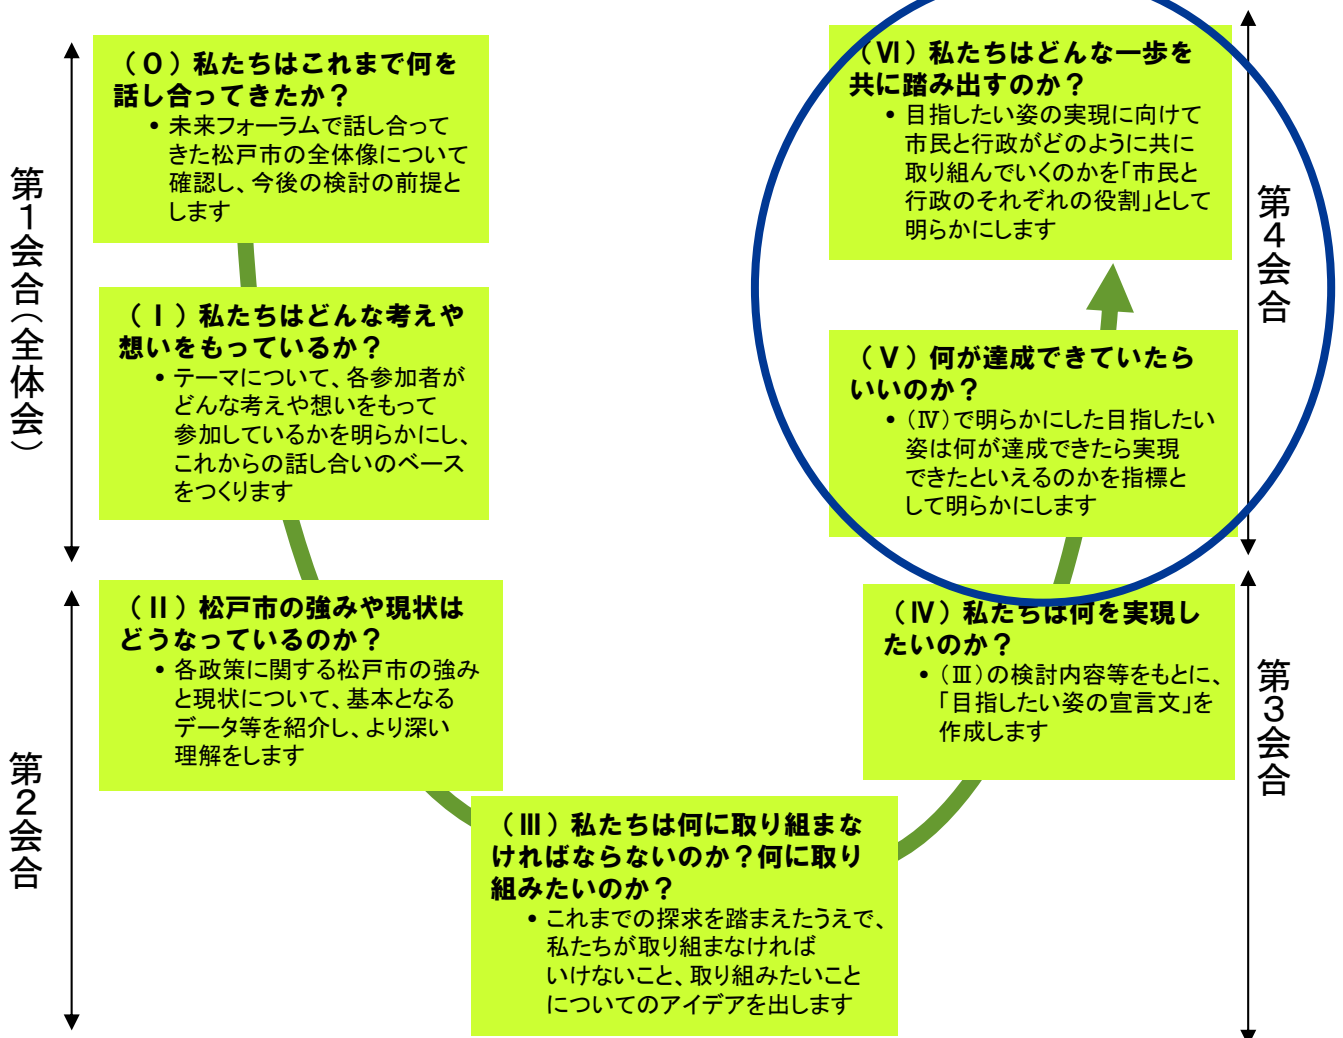 第1会合（全体会）
（０）私たちはこれまで何を
話し合ってきたか？
• 未来フォーラムで話し合って
きた松戸市の全体像について
確認し、今後の検討の前提と
します
（Ⅰ）私たちはどんな考えや
想いをもっているか？
• テーマについて、各参加者が
どんな考えや想いをもって
参加しているかを明らかにし、
これからの話し合いのベース
をつくります
第2会合
（Ⅱ）松戸市の強みや現状は
どうなっているのか？
• 各政策に関する松戸市の強み
と現状について、基本となる
データ等を紹介し、より深い
理解をします
（Ⅲ）私たちは何に取り組まな
ければならないのか？何に取り
組みたいのか？
• これまでの探求を踏まえたうえで、
私たちが取り組まなければ
いけないこと、取り組みたいこと
についてのアイデアを出します
第3会合
（Ⅳ）私たちは何を実現し
たいのか？
• （Ⅲ）の検討内容等をもとに、
「目指したい姿の宣言文」を
作成します
第4会合
（Ⅴ）何が達成できていたら
いいのか？
• （Ⅳ）で明らかにした目指したい
姿は何が達成できたら実現
できたといえるのかを指標と
して明らかにします
（Ⅵ）私たちはどんな一歩を
共に踏み出すのか？
• 目指したい姿の実現に向けて
市民と行政がどのように共に
取り組んでいくのかを「市民と
行政のそれぞれの役割」として
明らかにします